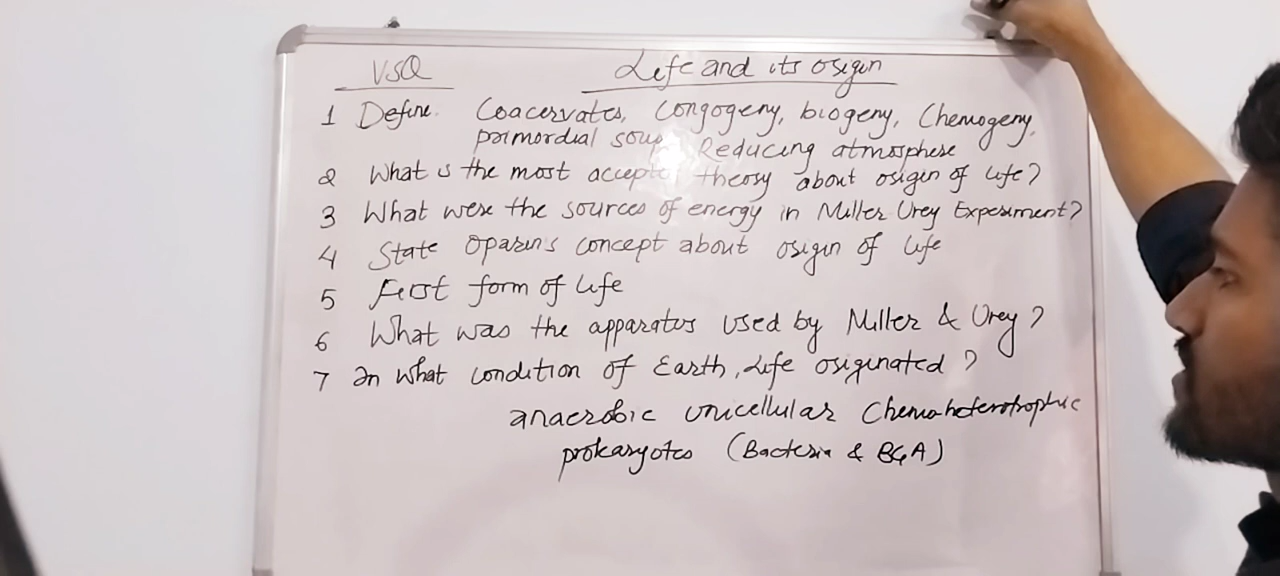 VSQ
Life and its origin
1 Define. Coacervates, Congogeny, biogeny, Chemogeny,
primordial soup Reducing atmosphere
2 What is the most accepte theory about origin of life?
3 What were the sources of energy in Miller Urey Experiment?
4 State Oparin's concept about origin of life
5 First form of life
6 What was the apparatus used by Miller & Urey?
7 In what condition of Earth, Life originated?
anaerobic unicellular Chemoheterotrophic
prokaryotes (Bacteria & BGA)